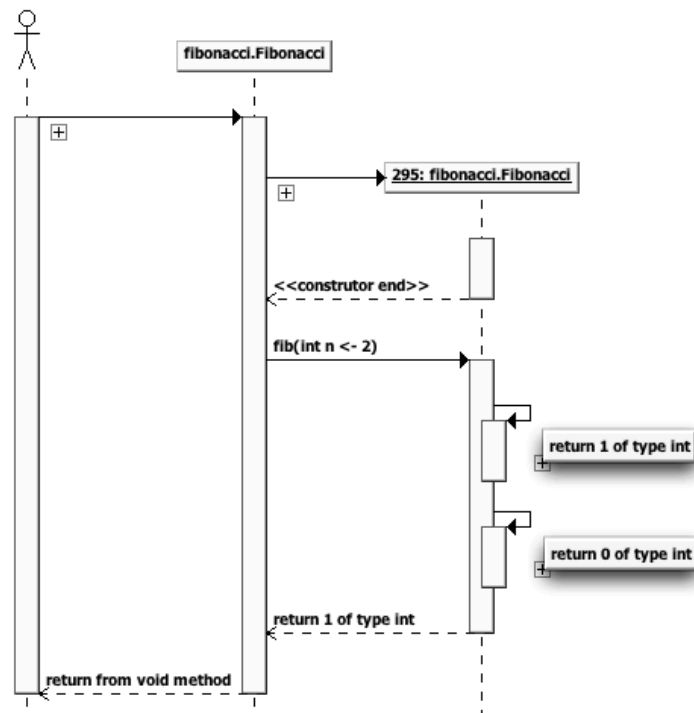 fibonacci.Fibonacci
295: fibonacci.Fibonacci
<<construtor end>>
fib(int n <- 2)
return 1 of type int
return 0 of type int
return 1 of type int
return from void method